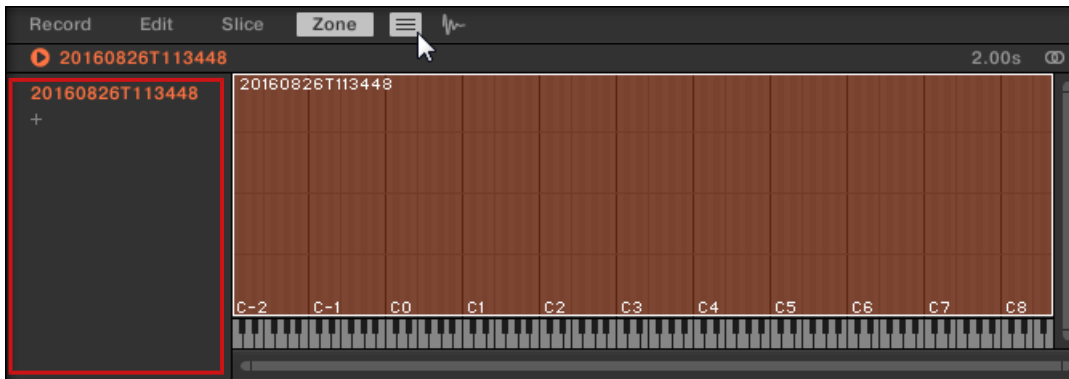 Record Edit Slice Zone
20160826T113448 2.00s
20160826T113448 20160826T113448
+
C-2 C-1 C0 C1 C2 C3 C4 C5 C6 C7 C8